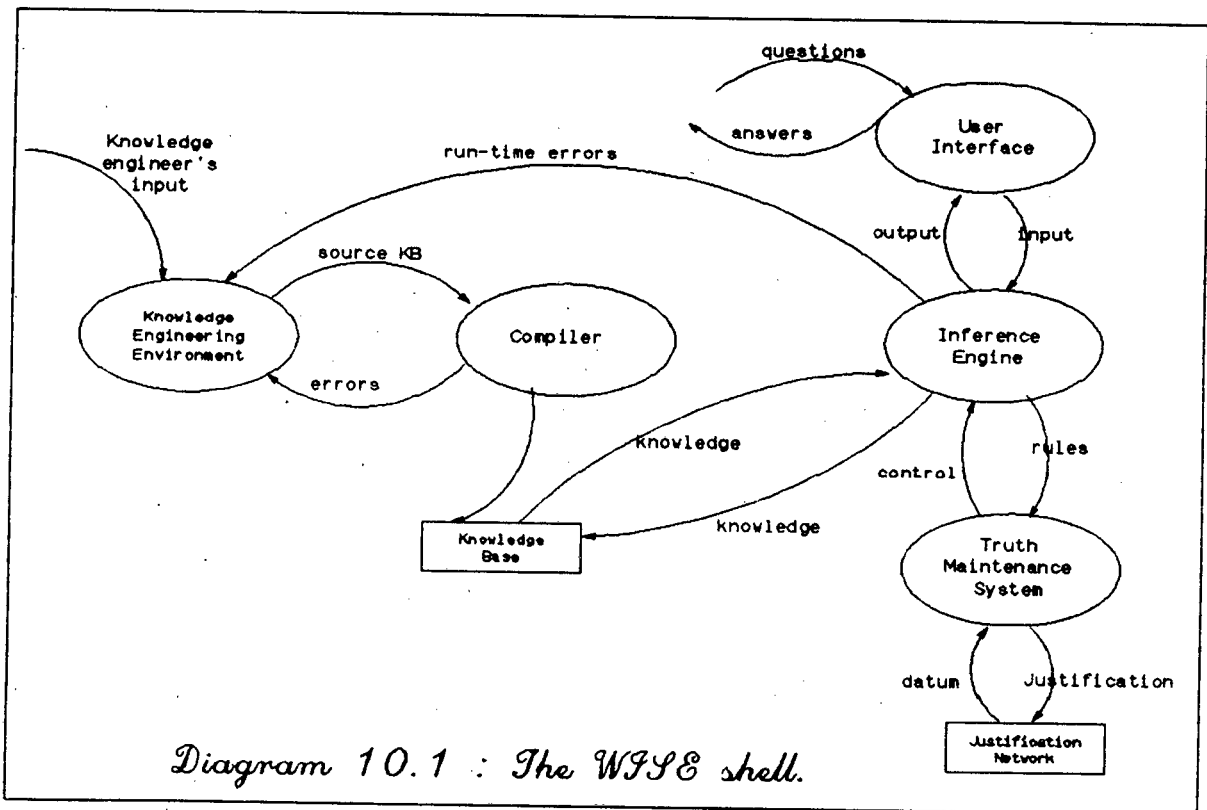 questions
answers
User
Interface
Knowledge
engineer's
input
run-time errors
output
input
source KB
Knowledge
Engineering
Environment
Compiler
Inference
Engine
errors
knowledge
rules
control
knowledge
Knowledge
Base
Truth
Maintenance
System
datum
Justification
Justification
Network
Diagram 10.1 : The WISE shell.